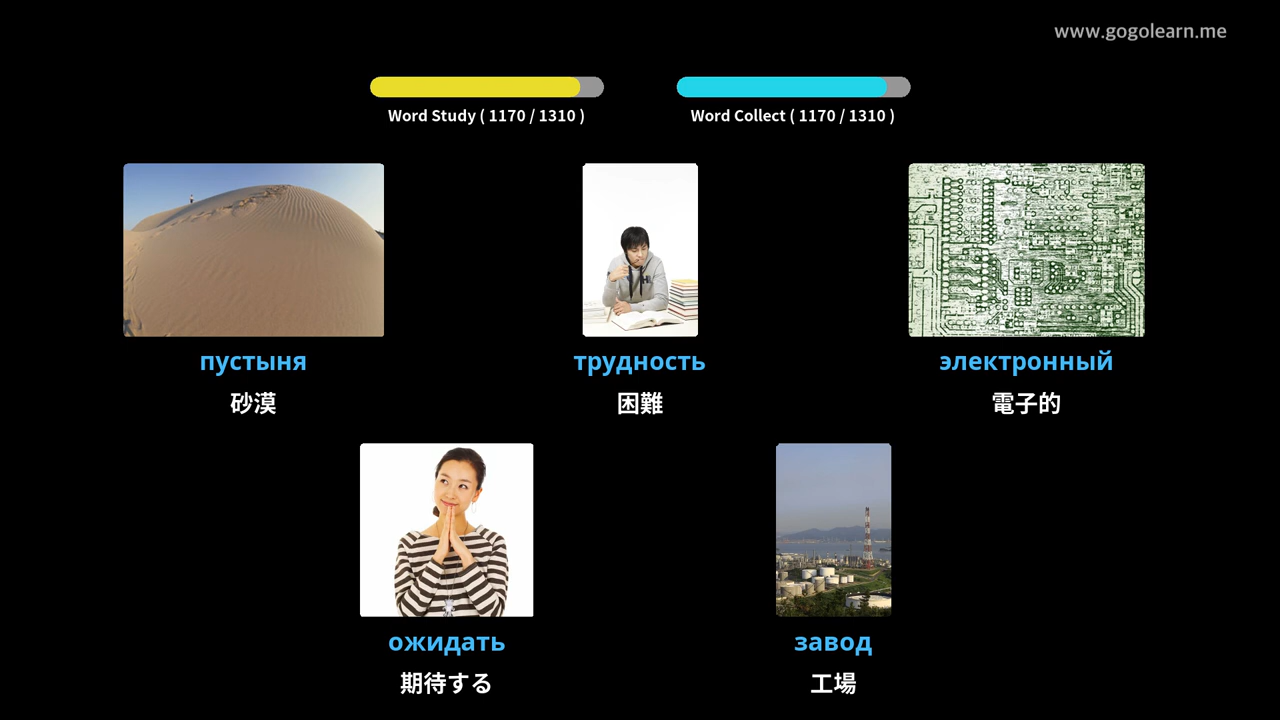 www.gogolearn.me
Word Study ( 1170 / 1310 )
Word Collect ( 1170 / 1310 )
пустыня
трудность
электронный
砂漠
困難
電子的
ожидать
завод
期待する
工場